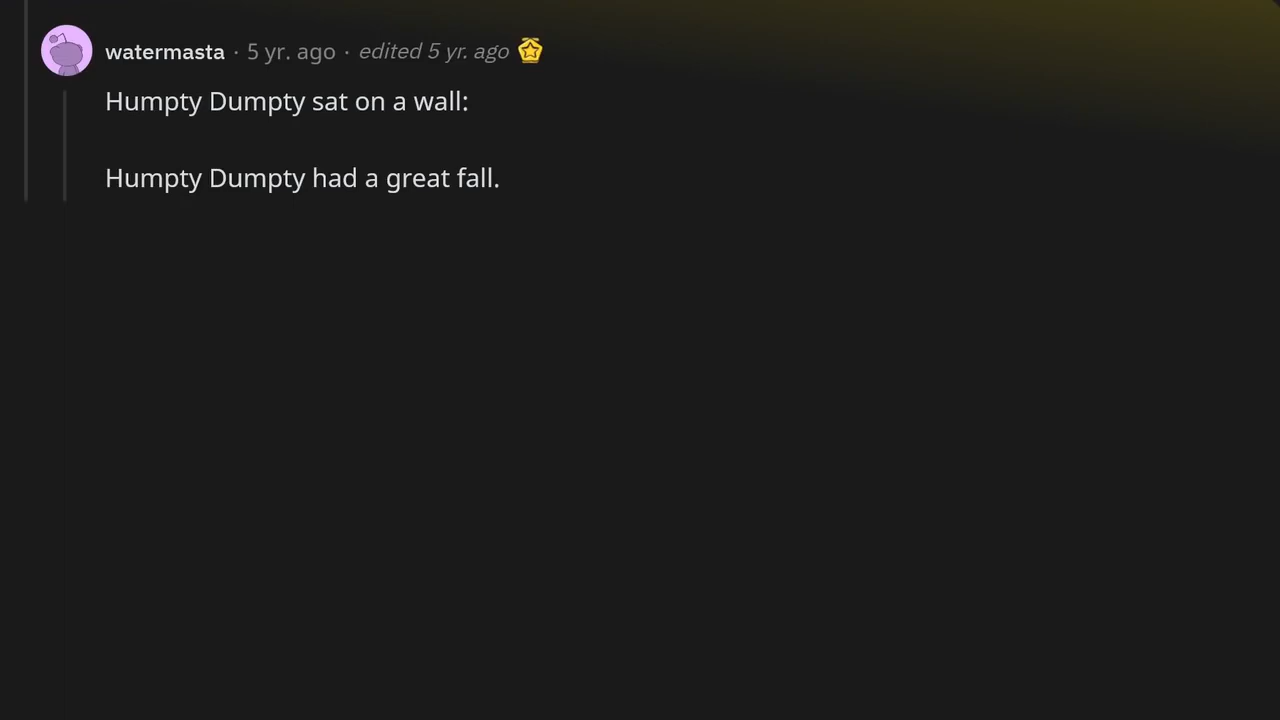 watermasta · 5 yr. ago · edited 5 yr. ago
Humpty Dumpty sat on a wall:
Humpty Dumpty had a great fall.